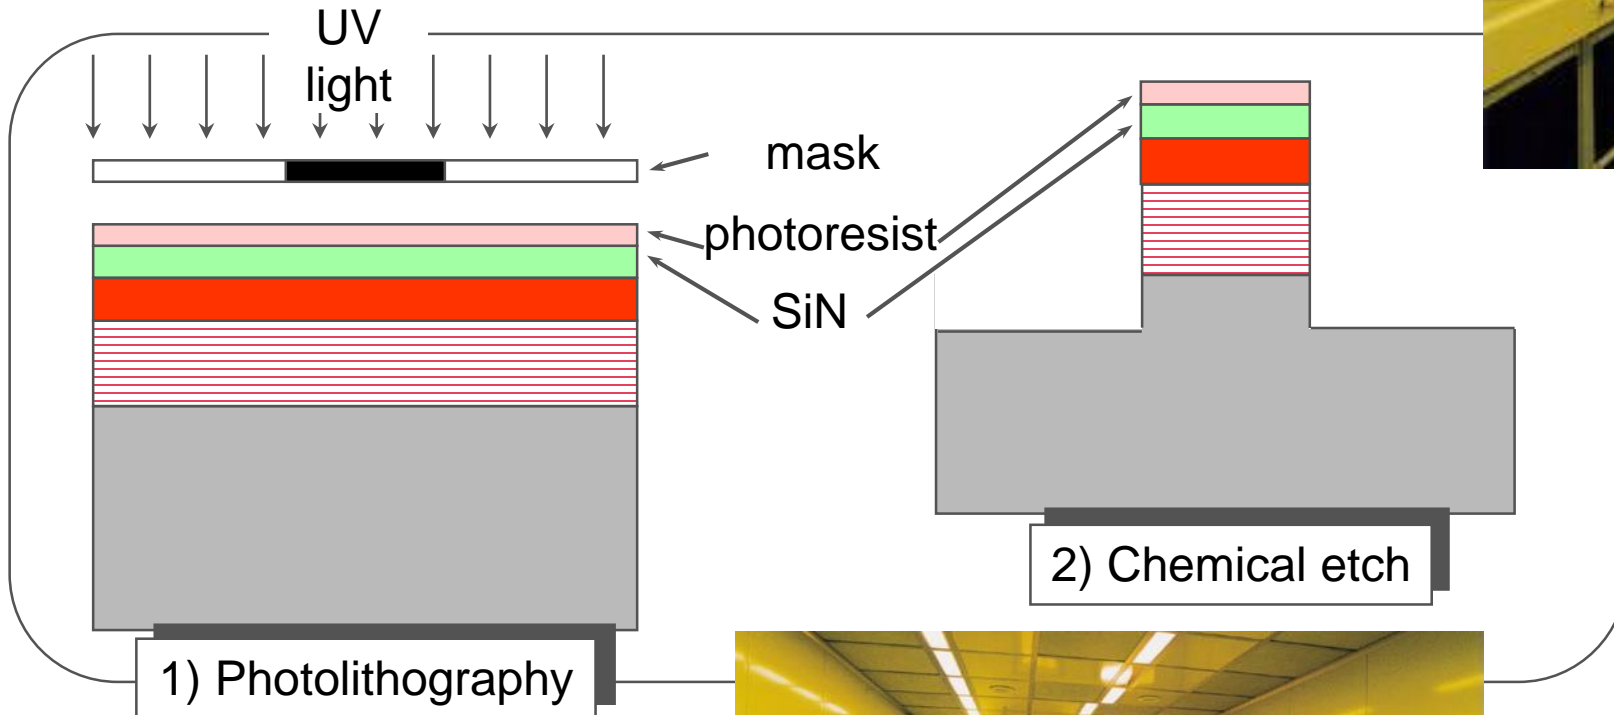 UV
light
mask
photoresist
SiN
1) Photolithography
2) Chemical etch